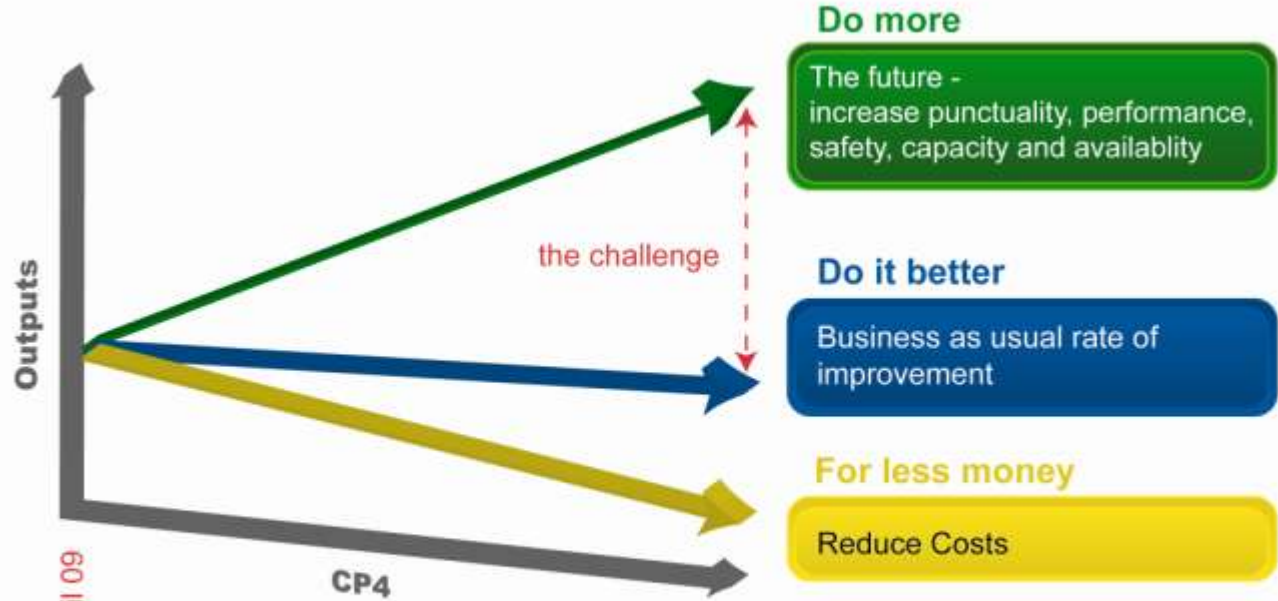 Do more
The future -
increase punctuality, performance,
safety, capacity and availablity
the challenge
Do it better
Business as usual rate of
improvement
For less money
Reduce Costs
Outputs
CP4
09